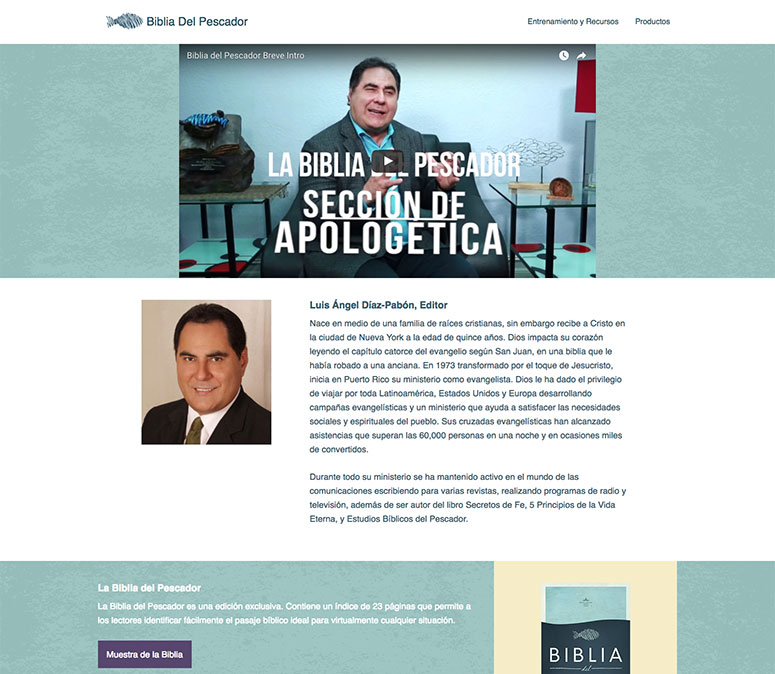 Biblia Del Pescador
Entrenamiento y Recursos
Productos
Biblia del Pescador Breve Intro
LA BIBLIA DEL PESCADOR
SECCIÓN DE
APOLOGÉTICA
Luis Ángel Díaz-Pabón, Editor
Nace en medio de una familia de raíces cristianas, sin embargo recibe a Cristo en
la ciudad de Nueva York a la edad de quince años. Dios impacta su corazón
leyendo el capítulo catorce del evangelio según San Juan, en una biblia que le
había robado a una anciana. En 1973 transformado por el toque de Jesucristo,
inicia en Puerto Rico su ministerio como evangelista. Dios le ha dado el privilegio
de viajar por toda Latinoamérica, Estados Unidos y Europa desarrollando
campañas evangelísticas y un ministerio que ayuda a satisfacer las necesidades
sociales y espirituales del pueblo. Sus cruzadas evangelísticas han alcanzado
asistencias que superan las 60,000 personas en una noche y en ocasiones miles
de convertidos.
Durante todo su ministerio se ha mantenido activo en el mundo de las
comunicaciones escribiendo para varias revistas, realizando programas de radio y
televisión, además de ser autor del libro Secretos de Fe, 5 Principios de la Vida
Eterna, y Estudios Bíblicos del Pescador.
La Biblia del Pescador
La Biblia del Pescador es una edición exclusiva. Contiene un índice de 23 páginas que permite a
los lectores identificar fácilmente el pasaje bíblico ideal para virtualmente cualquier situación.
Muestra de la Biblia
BIBLIA
del